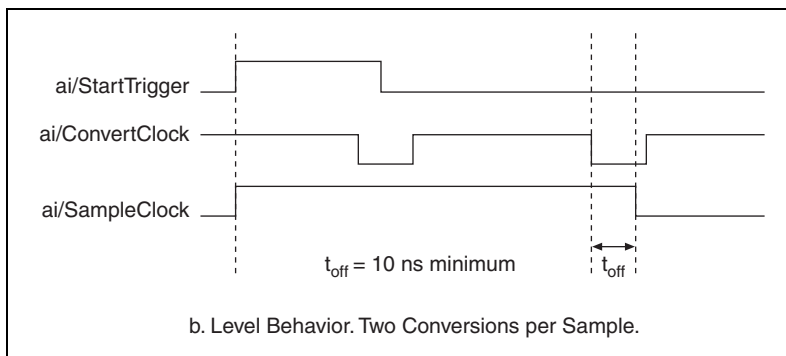 ai/StartTrigger
ai/ConvertClock
ai/SampleClock
t_off = 10 ns minimum
t_off
b. Level Behavior. Two Conversions per Sample.